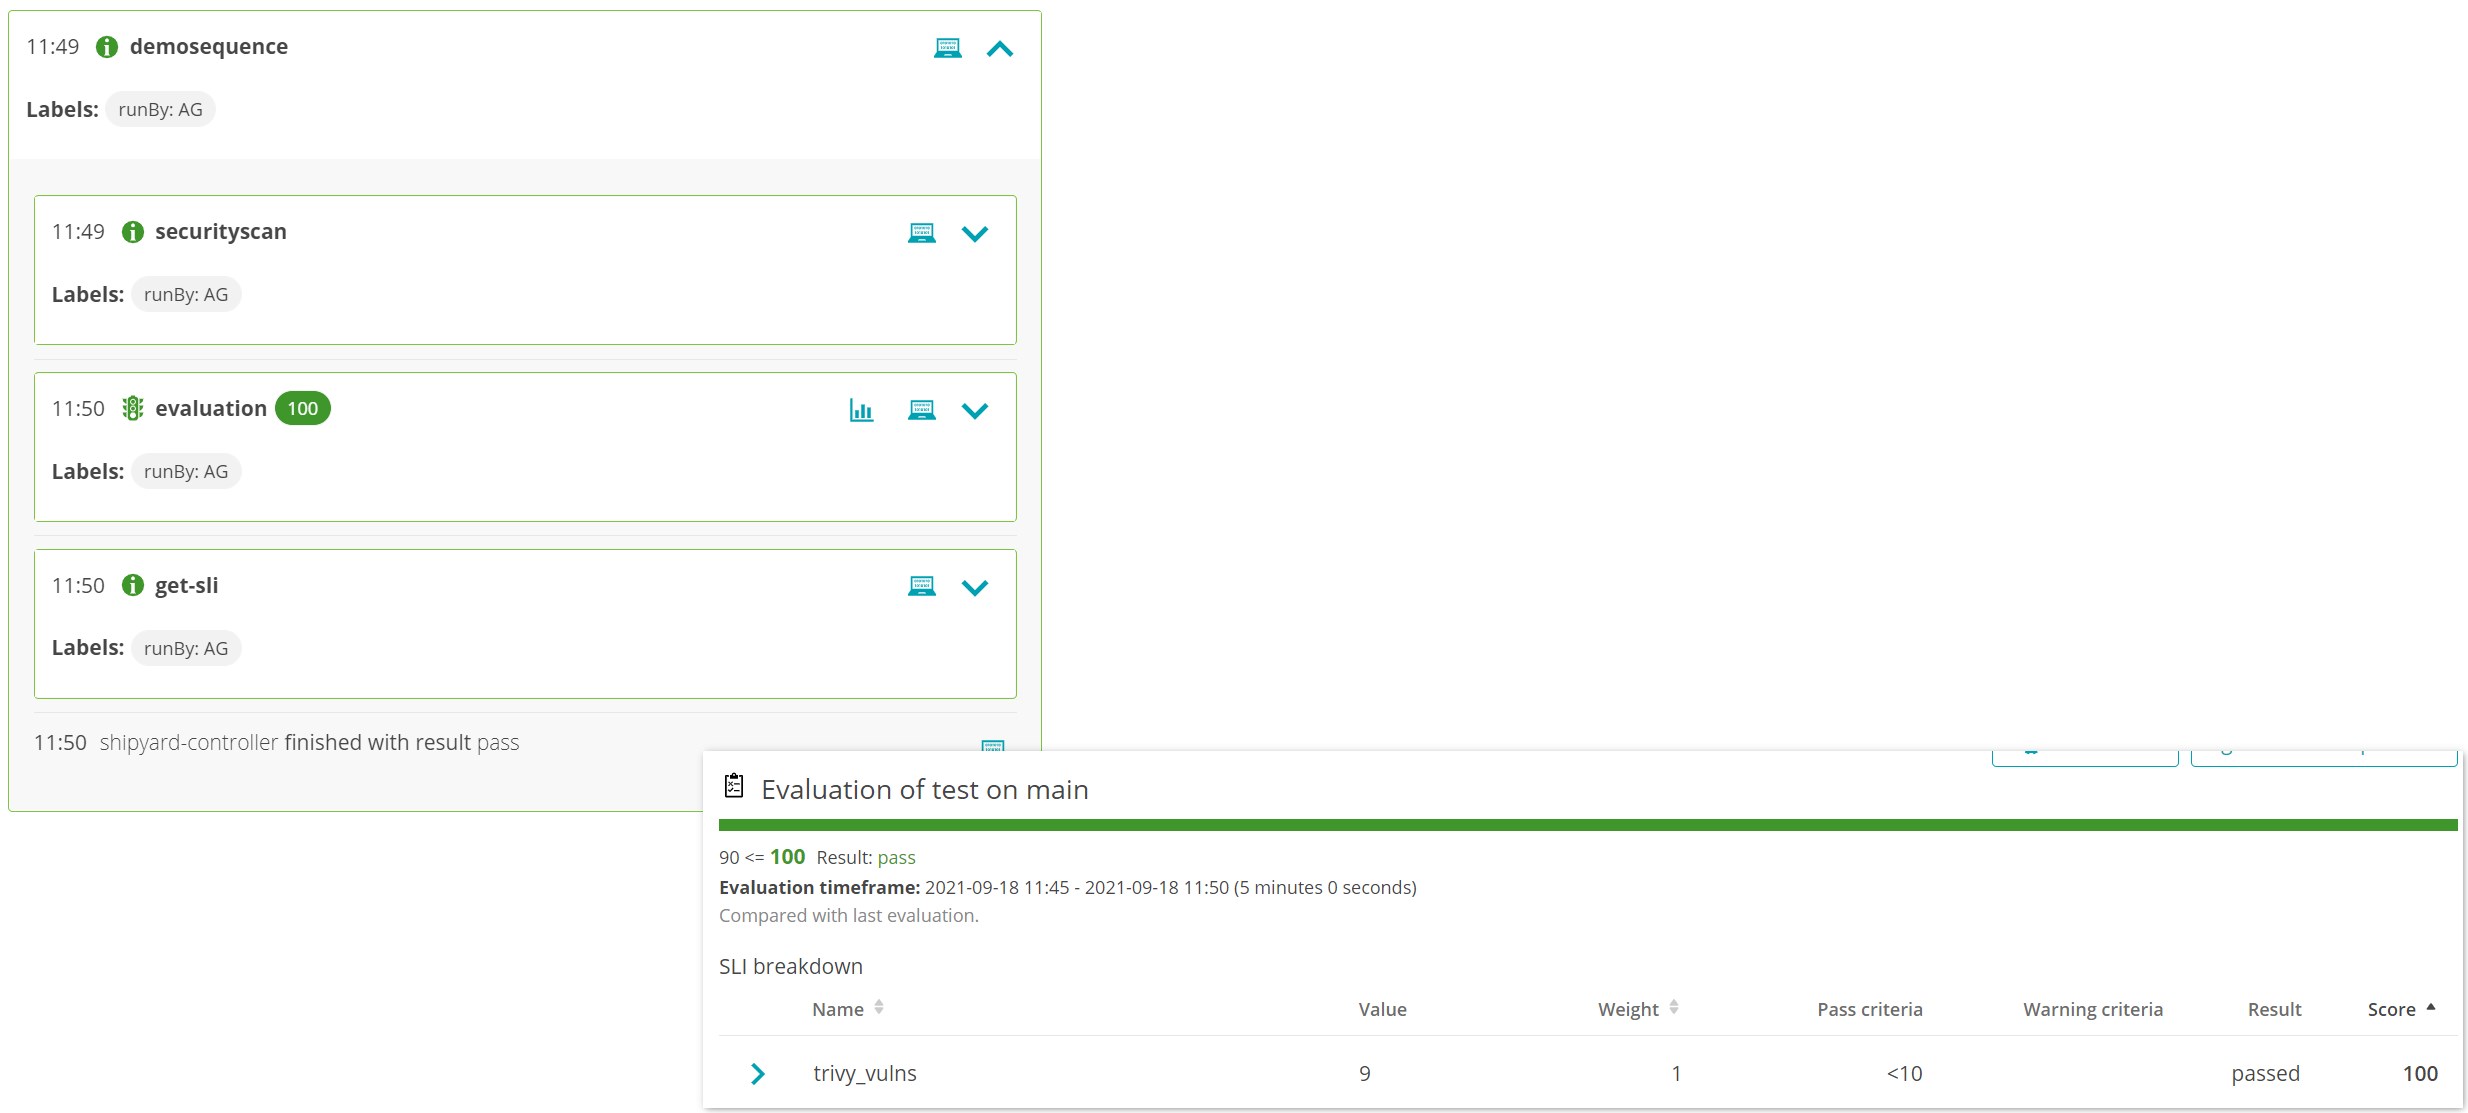 11:49 demosequence
Labels: runBy: AG
11:49 securityscan
Labels: runBy: AG
11:50 evaluation 100
Labels: runBy: AG
11:50 get-sli
Labels: runBy: AG
11:50 shipyard-controller finished with result pass
Evaluation of test on main
90 <= 100 Result: pass
Evaluation timeframe: 2021-09-18 11:45 - 2021-09-18 11:50 (5 minutes 0 seconds)
Compared with last evaluation.
SLI breakdown
Name Value Weight Pass criteria Warning criteria Result Score
trivy_vulns 9 1 <10 passed 100